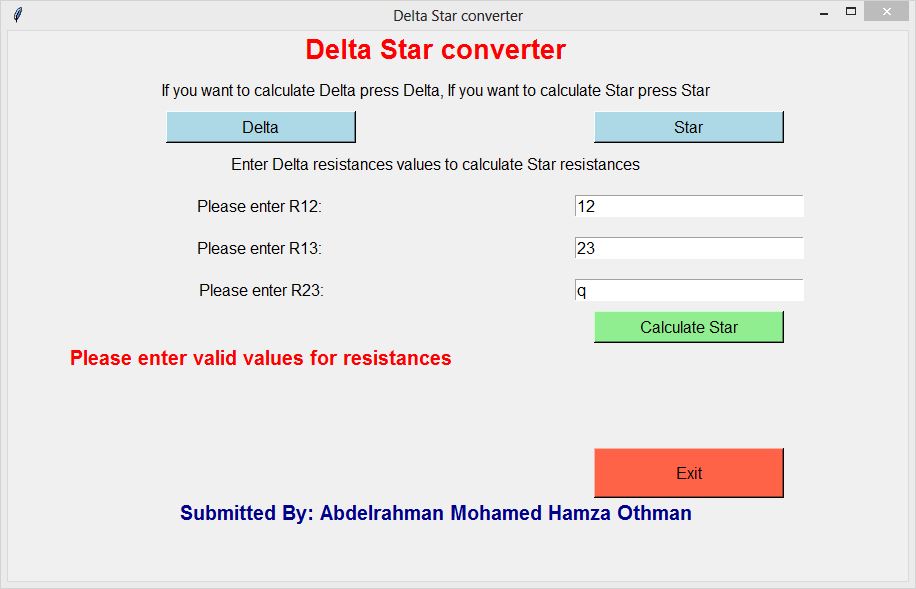 Delta Star converter
Delta Star converter
If you want to calculate Delta press Delta, If you want to calculate Star press Star
Delta Star
Enter Delta resistances values to calculate Star resistances
Please enter R12: 12
Please enter R13: 23
Please enter R23: q
Calculate Star
Please enter valid values for resistances
Exit
Submitted By: Abdelrahman Mohamed Hamza Othman